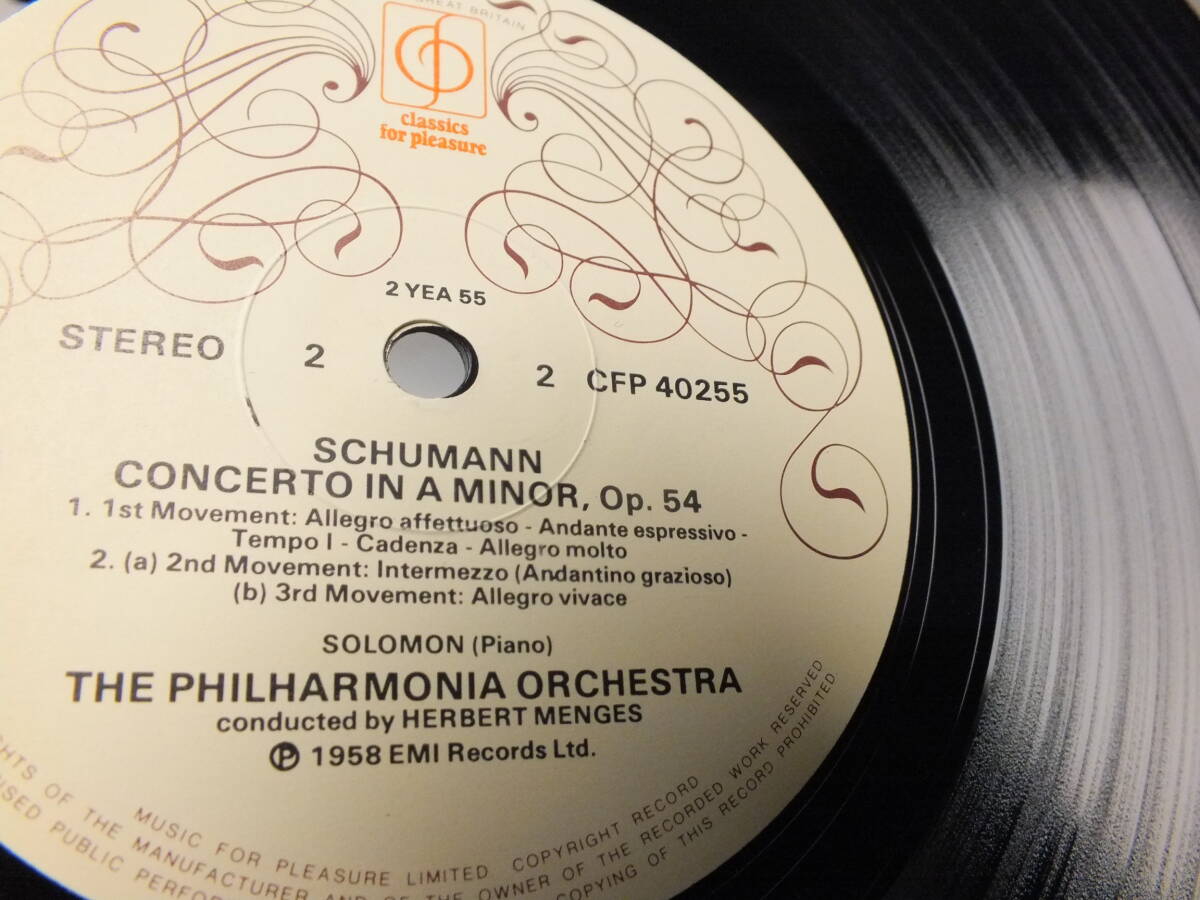 GREAT BRITAIN
classics
for pleasure
2 YEA 55
STEREO 2 2 CFP 40255
SCHUMANN
CONCERTO IN A MINOR, Op. 54
1. 1st Movement: Allegro affettuoso - Andante espressivo -
Tempo I - Cadenza - Allegro molto
2. (a) 2nd Movement: Intermezzo (Andantino grazioso)
(b) 3rd Movement: Allegro vivace
SOLOMON (Piano)
THE PHILHARMONIA ORCHESTRA
conducted by HERBERT MENGES
℗ 1958 EMI Records Ltd.
MUSIC FOR PLEASURE LIMITED COPYRIGHT RECORD
OF THE MANUFACTURER AND OF THE OWNER OF THE RECORDED WORK RESERVED
PUBLIC COPYING OF THIS RECORD PROHIBITED